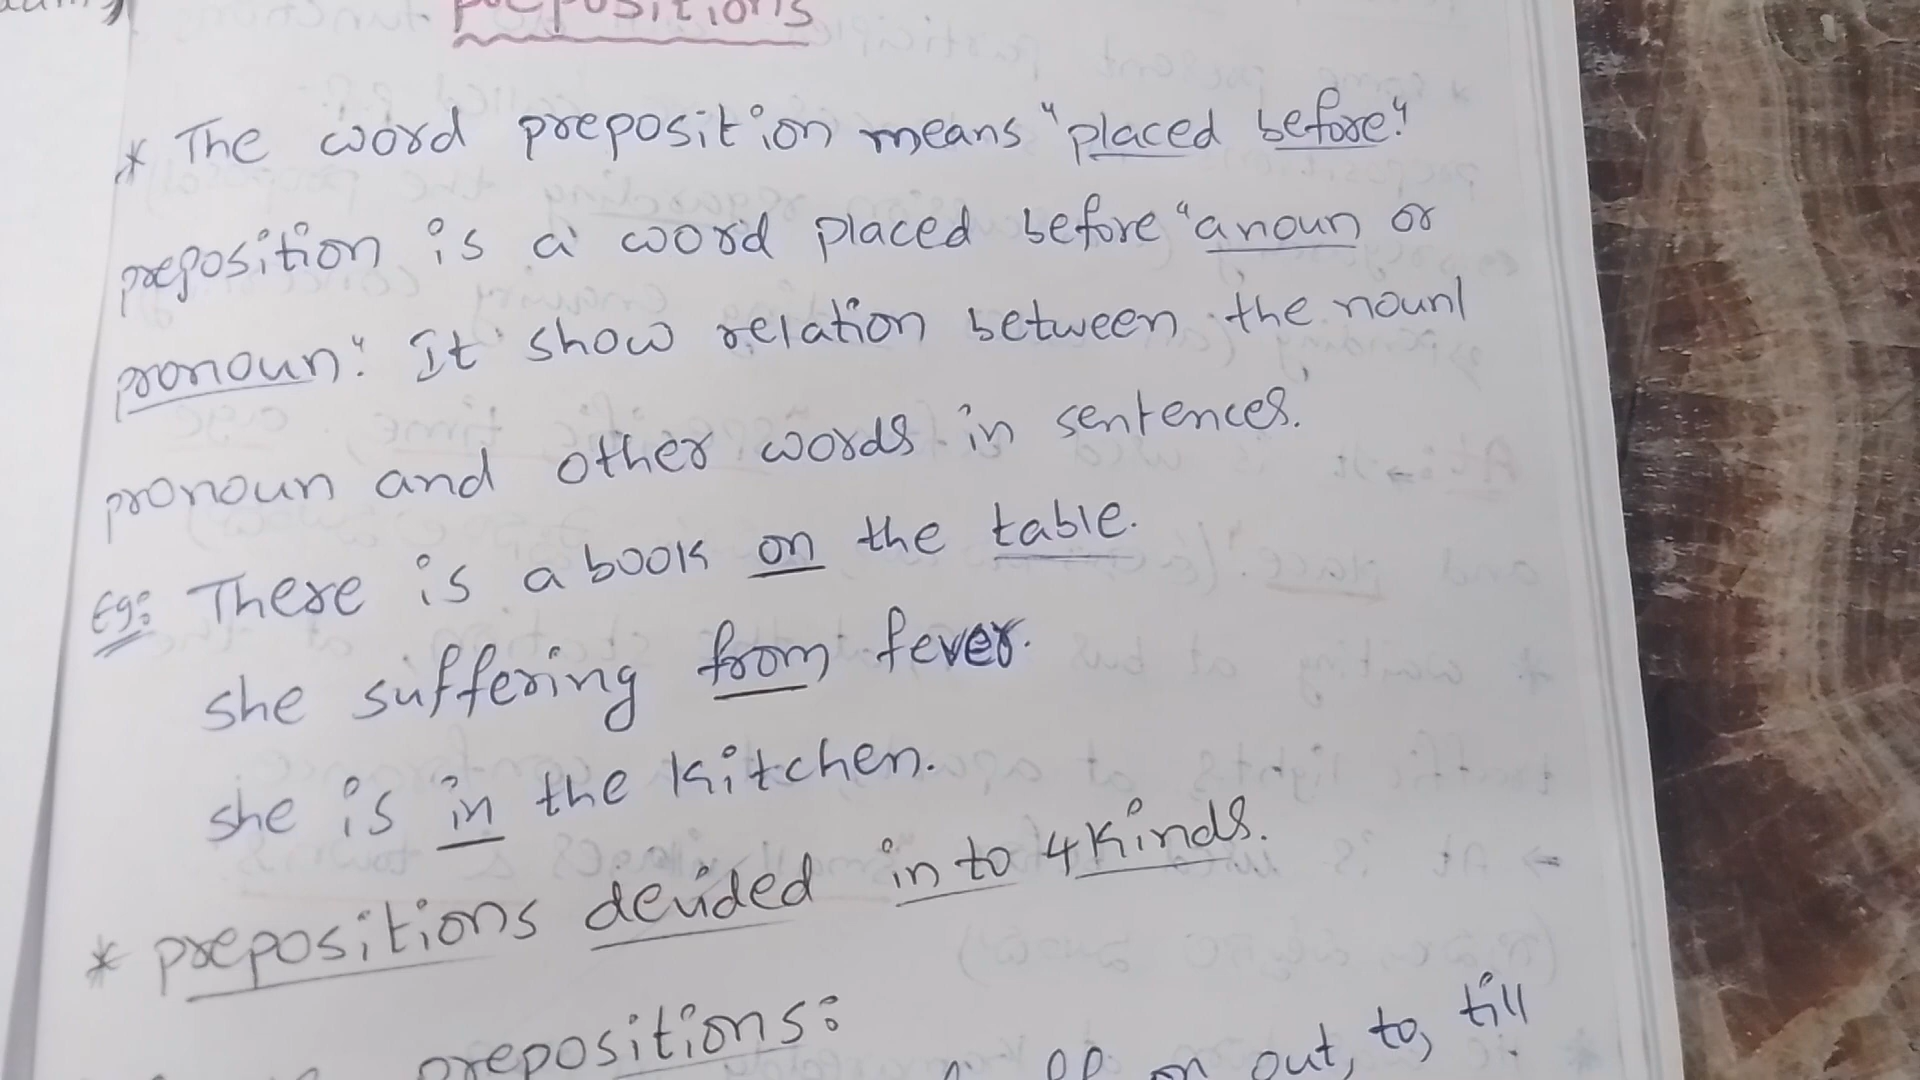 prepositions
* The word preposition means "placed before."
preposition is a word placed before "a noun or
pronoun". It show relation between the noun/
pronoun and other words in sentences.
Eg: There is a book on the table.
she suffering from fever.
she is in the kitchen.
* prepositions devided in to 4 kinds.
prepositions:
on out, to, till